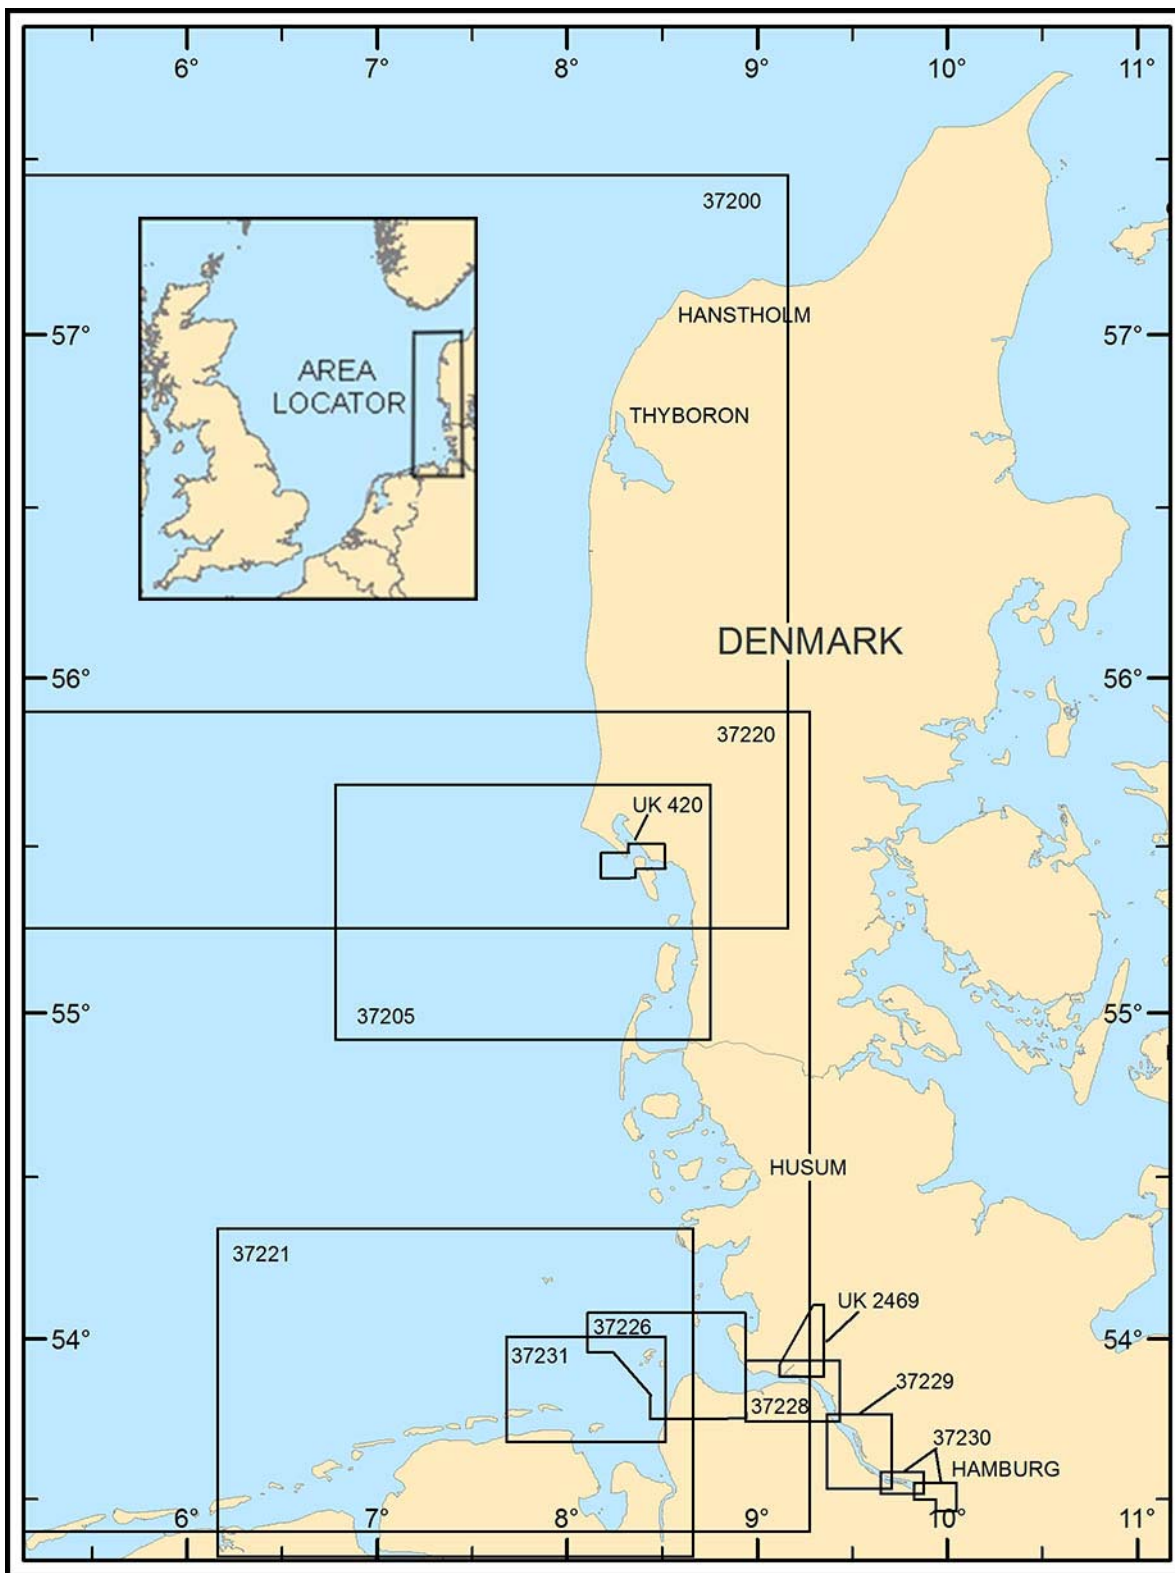 6° 7° 8° 9° 10° 11°
37200
HANSTHOLM
57° 57°
AREA
LOCATOR
THYBORON
DENMARK
56° 56°
37220
UK 420
55° 55°
37205
HUSUM
37221
UK 2469
37226
54° 54°
37231
37229
37228
37230
HAMBURG
6° 7° 8° 9° 10° 11°